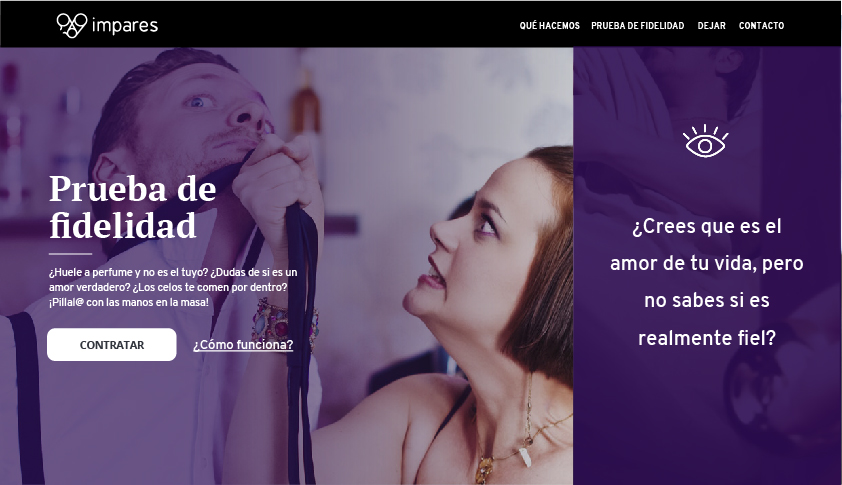 impares
QUÉ HACEMOS PRUEBA DE FIDELIDAD DEJAR CONTACTO
Prueba de
fidelidad
¿Huele a perfume y no es el tuyo? ¿Dudas de si es un
amor verdadero? ¿Los celos te comen por dentro?
¡Pillal@ con las manos en la masa!
CONTRATAR ¿Cómo funciona?
¿Crees que es el
amor de tu vida, pero
no sabes si es
realmente fiel?